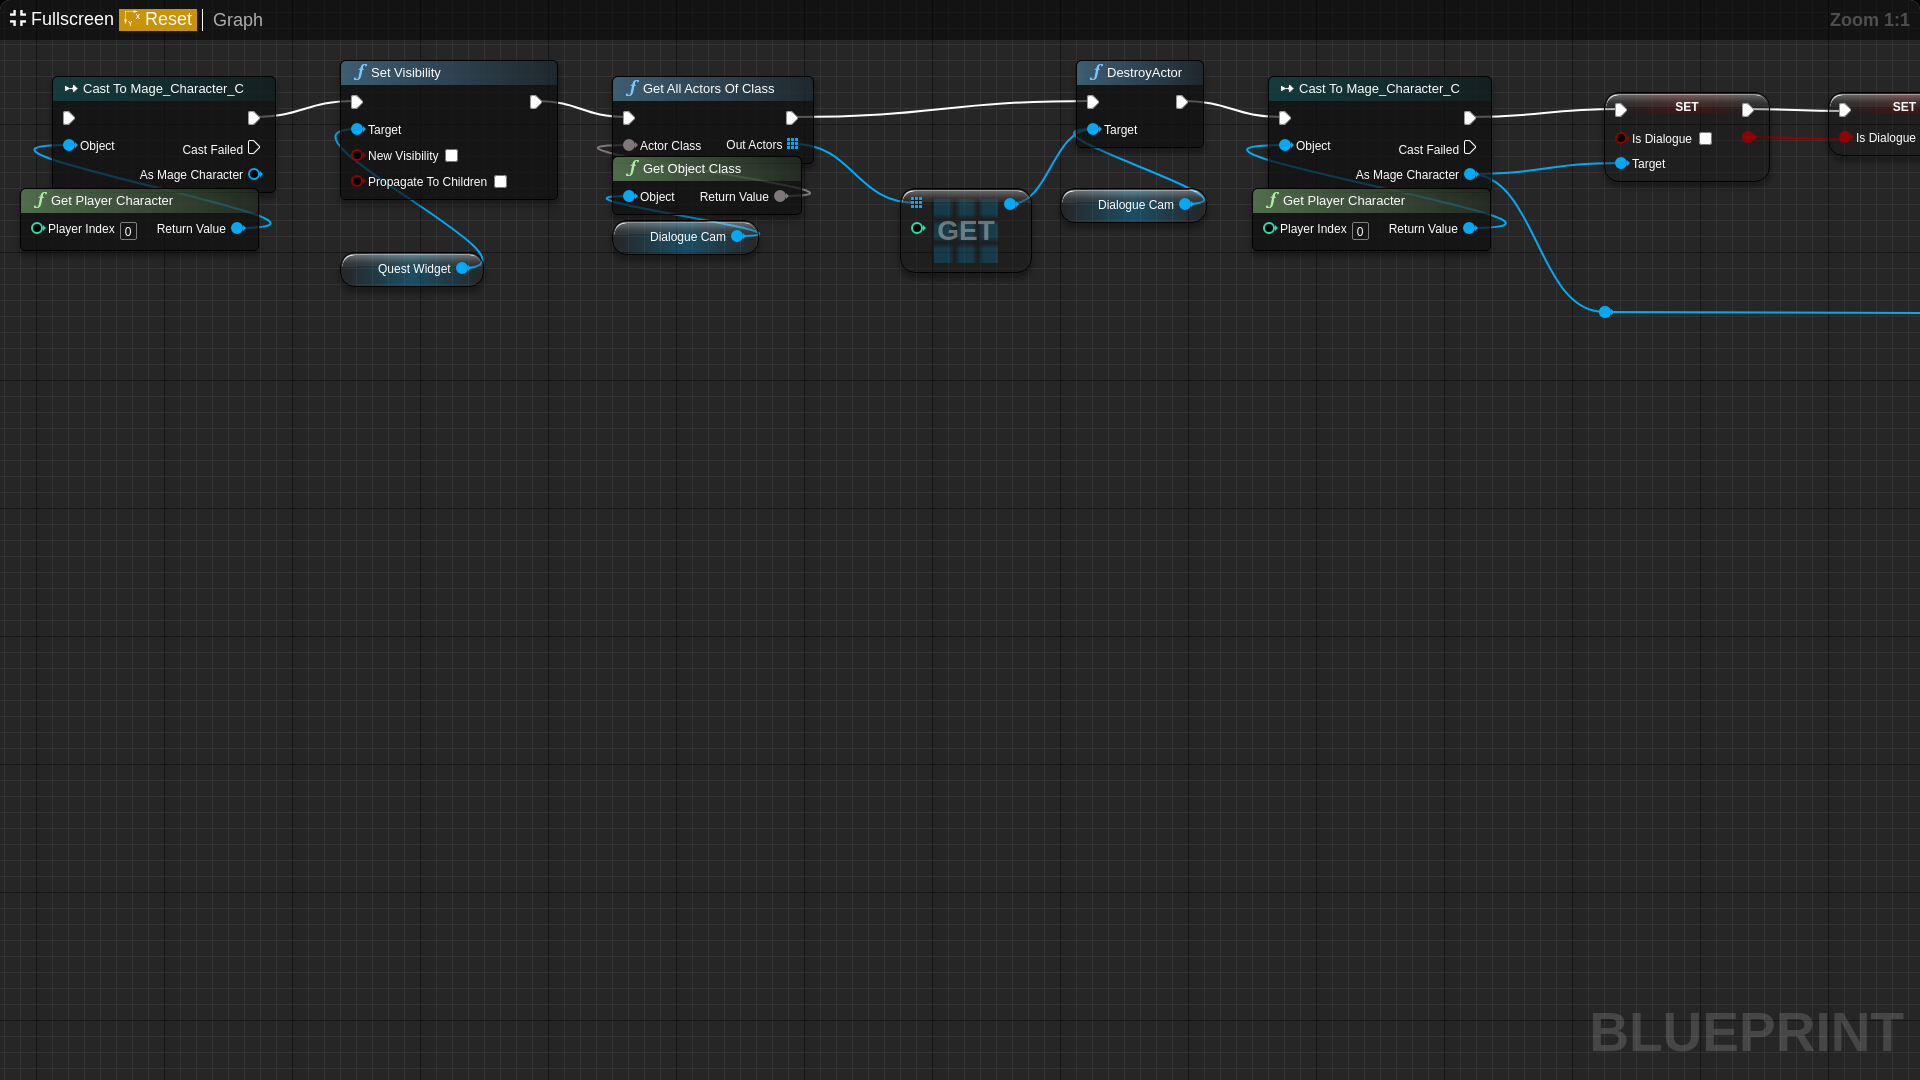 Fullscreen Reset Graph Zoom 1:1
Cast To Mage_Character_C
Object
Cast Failed
As Mage Character
Get Player Character
Player Index 0 Return Value
Set Visibility
Target
New Visibility
Propagate To Children
Quest Widget
Get All Actors Of Class
Actor Class Out Actors
Get Object Class
Object Return Value
Dialogue Cam
GET
DestroyActor
Target
Dialogue Cam
Cast To Mage_Character_C
Object
Cast Failed
As Mage Character
Get Player Character
Player Index 0 Return Value
SET
Is Dialogue
Target
SET
Is Dialogue
BLUEPRINT